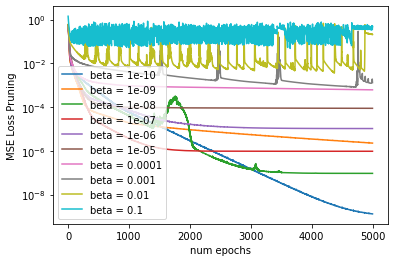 10⁰
10⁻²
10⁻⁴
10⁻⁶
10⁻⁸
MSE Loss Pruning
beta = 1e-10
beta = 1e-09
beta = 1e-08
beta = 1e-07
beta = 1e-06
beta = 1e-05
beta = 0.0001
beta = 0.001
beta = 0.01
beta = 0.1
0 1000 2000 3000 4000 5000
num epochs